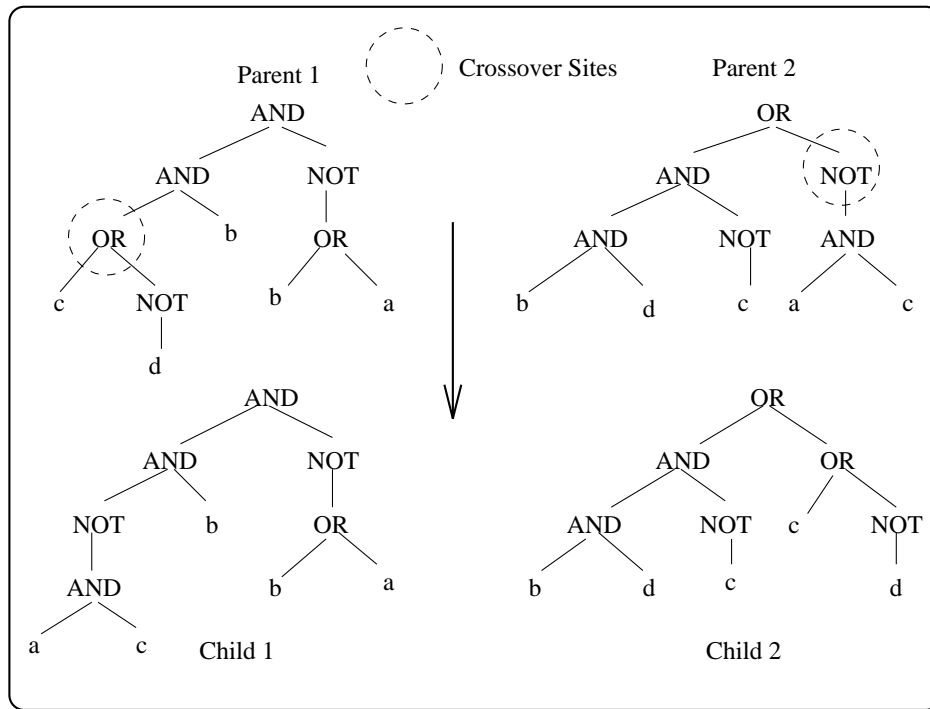 Parent 1
Crossover Sites
Parent 2
AND
OR
AND
NOT
AND
NOT
OR
b
OR
AND
NOT
AND
c
NOT
b
a
b
d
c
a
c
d
AND
OR
AND
NOT
AND
OR
NOT
b
OR
AND
NOT
c
NOT
AND
b
a
b
d
c
d
a
c
Child 1
Child 2